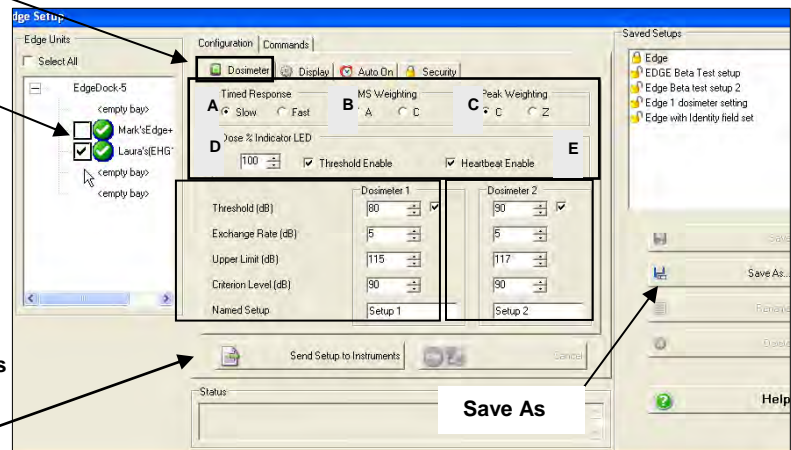 dge Setup
Edge Units
Select All
EdgeDock-5
<empty bay>
Mark'sEdge+
Laura's(EHG
<empty bay>
<empty bay>
s
Configuration
Commands
Dosimeter
Display
Auto On
Security
A
Timed Response
Slow
Fast
B
MS Weighting
A
C
C
Peak Weighting
C
Z
D
Dose % Indicator LED
E
100
Threshold Enable
Heartbeat Enable
Dosimeter 1
Dosimeter 2
Threshold (dB)
80
90
Exchange Rate (dB)
5
5
Upper Limit (dB)
115
117
Criterion Level (dB)
90
90
Named Setup
Setup 1
Setup 2
Send Setup to Instruments
Cancel
Status
Save As
Saved Setups
Edge
EDGE Beta Test setup
Edge Beta test setup 2
Edge 1 dosimeter setting
Edge with Identity field set
Save
Save As...
Rename
Help